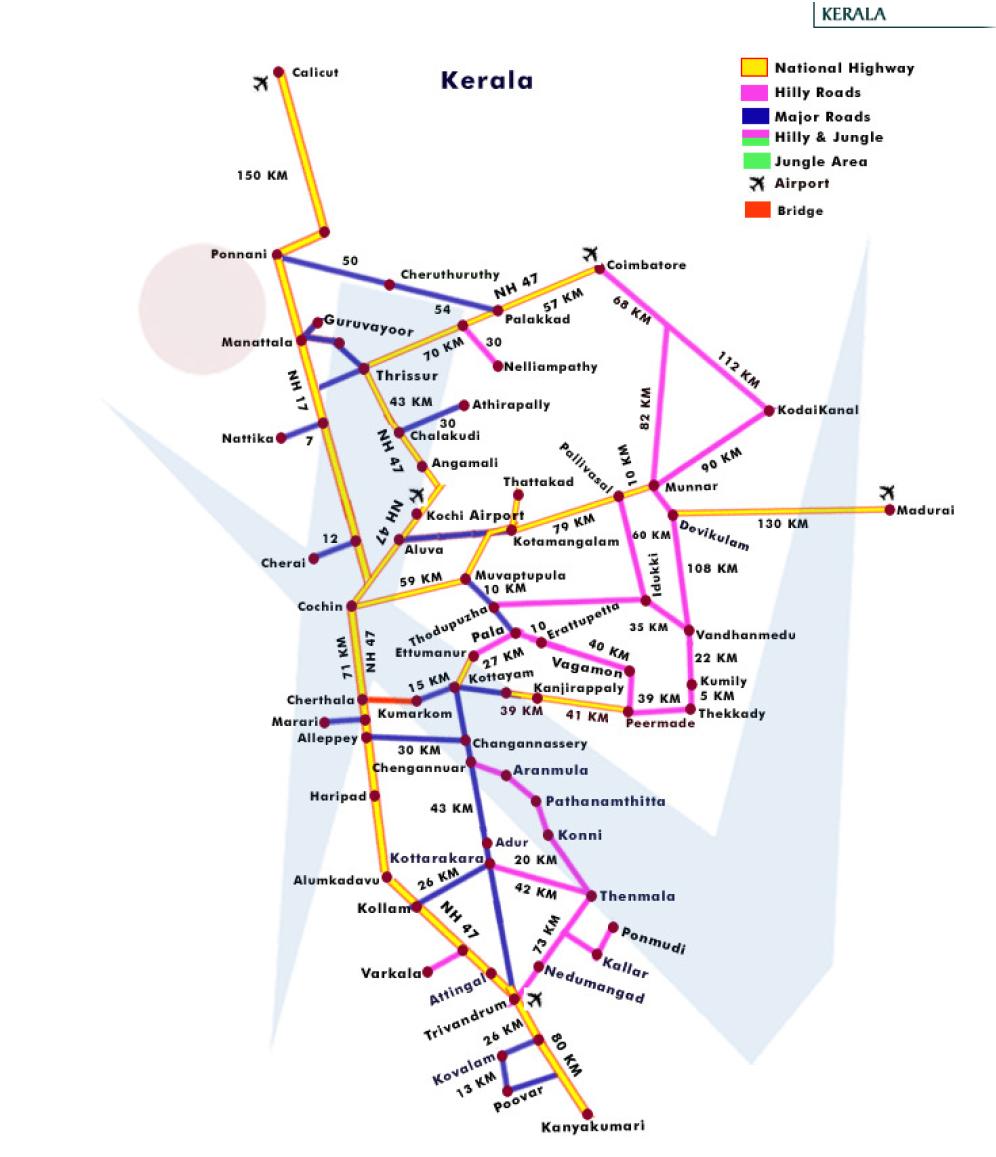 KERALA
Kerala
National Highway
Hilly Roads
Major Roads
Hilly & Jungle
Jungle Area
Airport
Bridge
Calicut
150 KM
Ponnani
50
Cheruthuruthy
54
NH 47
57 KM
Coimbatore
Palakkad
68 KM
Guruvayoor
Manattala
70 KM
30
Nelliampathy
112 KM
Thrissur
NH 17
43 KM
Athirapally
30
82 KM
KodaiKanal
Nattika
7
Chalakudi
NH 47
90 KM
Angamali
Pallivasal
10 KM
Thattakad
Munnar
Kochi Airport
79 KM
130 KM
Madurai
NH 47
12
Cherai
Aluva
Kotamangalam
60 KM
Devikulam
59 KM
Muvaptupula
10 KM
Idukki
108 KM
Cochin
Thodupuzha
71 KM
NH 47
Pala
10
Erattupetta
35 KM
Vandhanmedu
Ettumanur
27 KM
40 KM
Vagamon
22 KM
15 KM
Kottayam
Kanjirappaly
39 KM
Kumily
5 KM
Cherthala
Kumarkom
39 KM
41 KM
Peermade
Thekkady
Marari
Alleppey
30 KM
Changannassery
Chengannuar
Aranmula
Haripad
43 KM
Pathanamthitta
Konni
Adur
Kottarakara
20 KM
Alumkadavu
26 KM
42 KM
Thenmala
Kollam
NH 47
73 KM
Ponmudi
Kallar
Varkala
Attingal
Nedumangad
Trivandrum
26 KM
80 KM
Kovalam
13 KM
Poovar
Kanyakumari